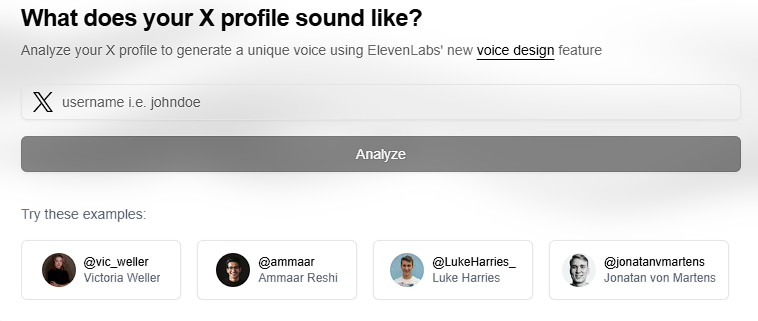 What does your X profile sound like?
Analyze your X profile to generate a unique voice using ElevenLabs' new voice design feature
username i.e. johndoe
Analyze
Try these examples:
@vic_weller
Victoria Weller
@ammaar
Ammaar Reshi
@LukeHarries_
Luke Harries
@jonatanvmartens
Jonatan von Martens